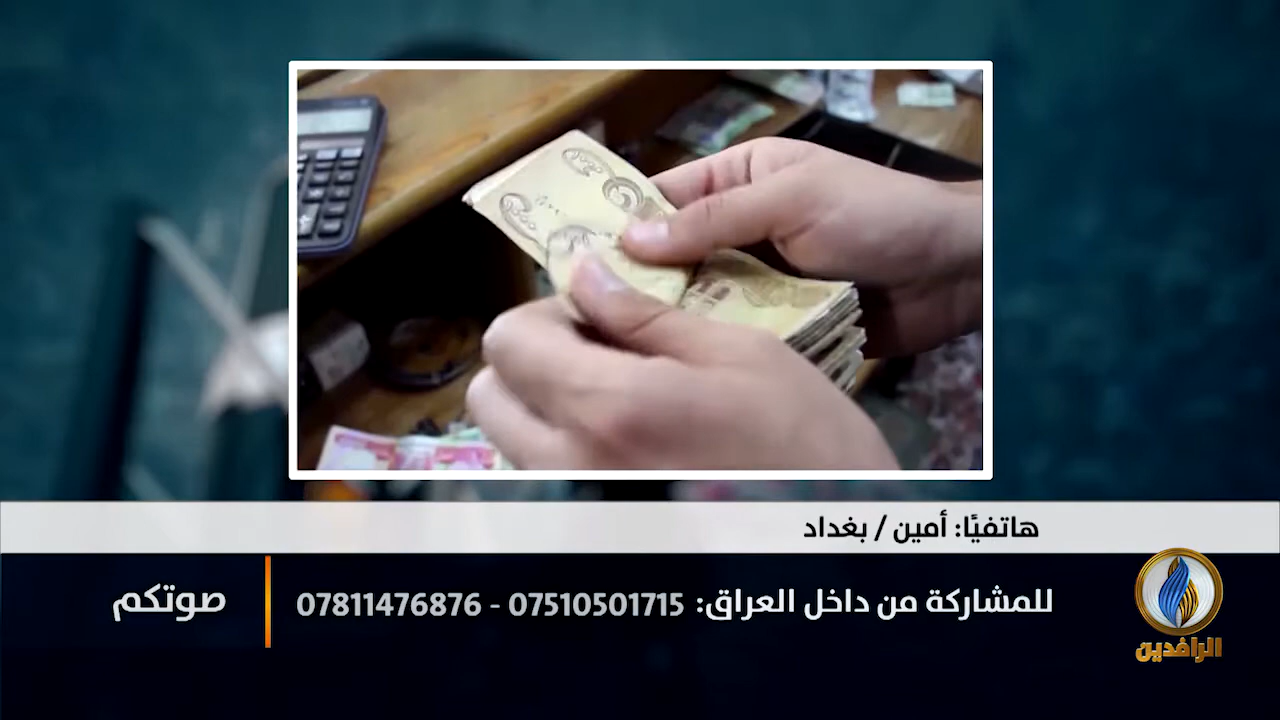 هاتفيًا: أمين / بغداد
للمشاركة من داخل العراق: 07510501715 - 07811476876
صوتكم
الرافدين